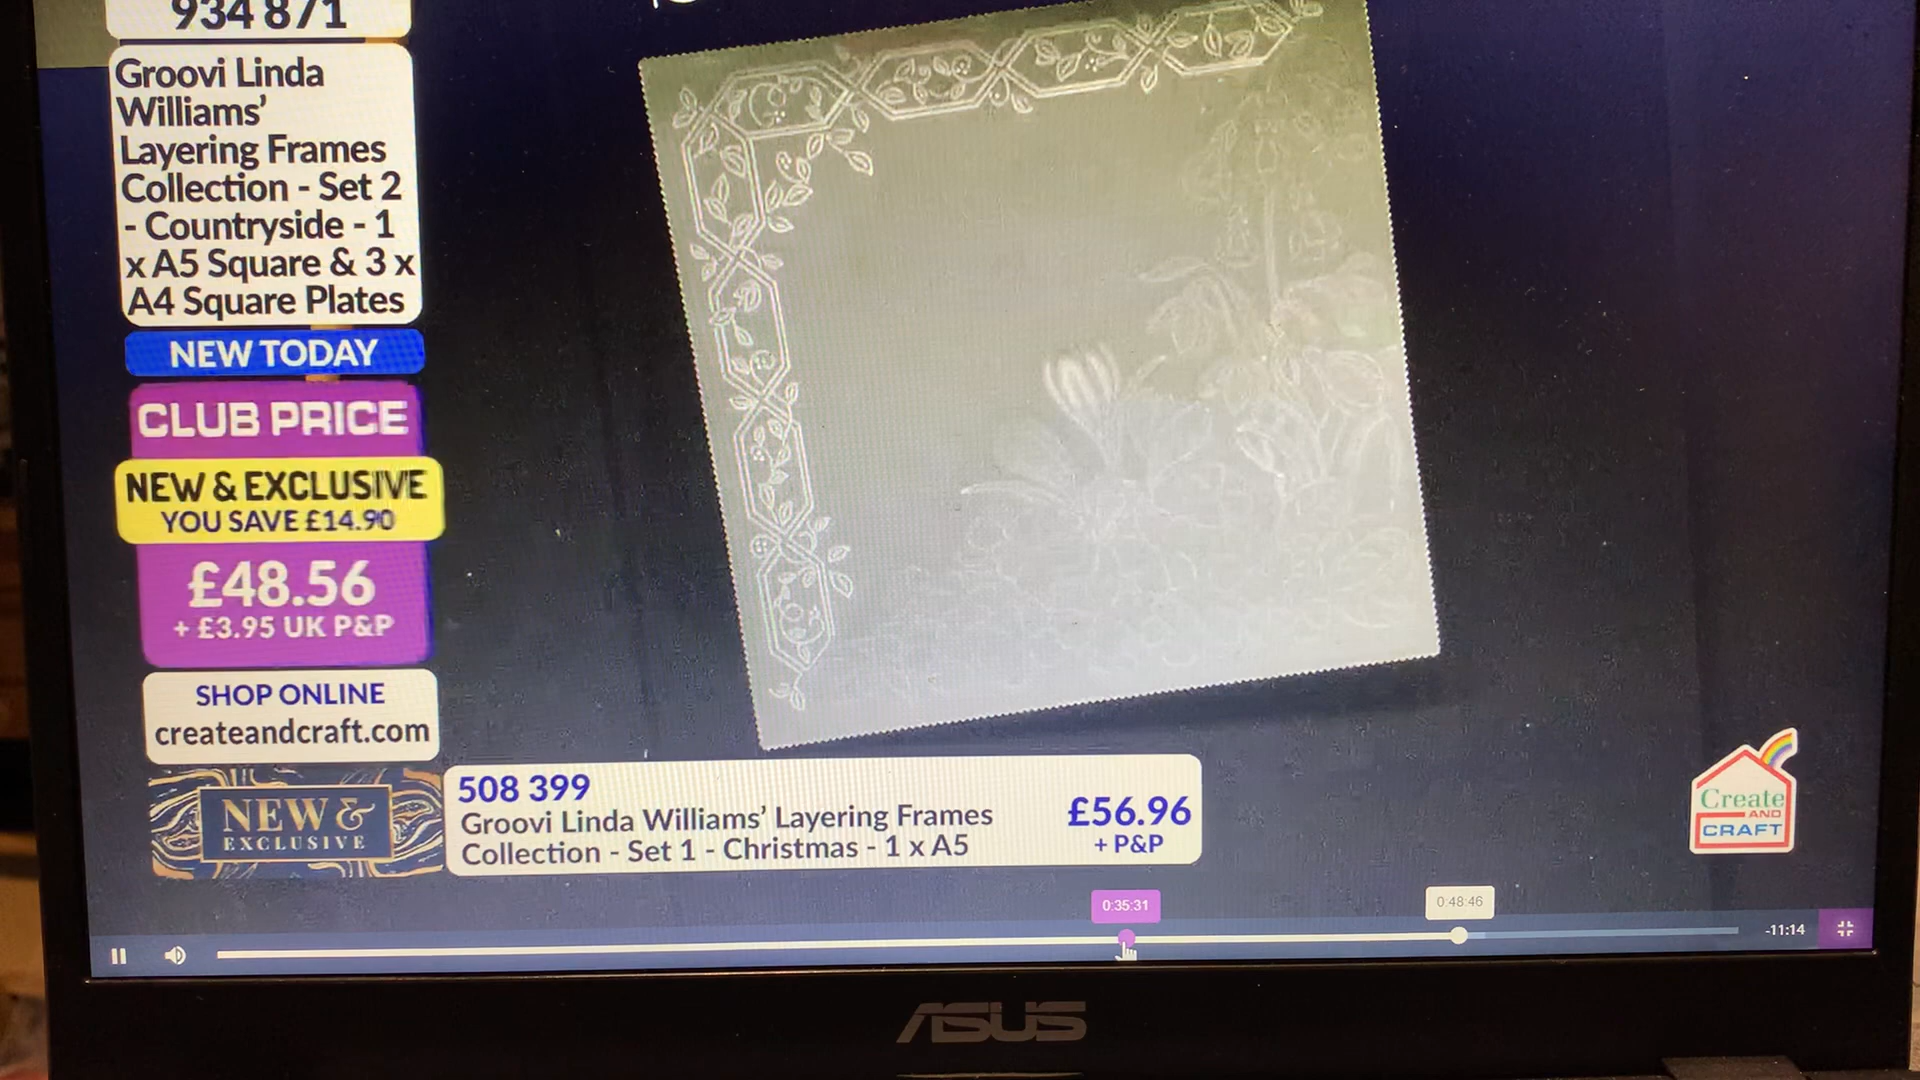 934 871
Groovi Linda
Williams’
Layering Frames
Collection - Set 2
- Countryside - 1
x A5 Square & 3 x
A4 Square Plates
NEW TODAY
CLUB PRICE
NEW & EXCLUSIVE
YOU SAVE £14.90
£48.56
+ £3.95 UK P&P
SHOP ONLINE
createandcraft.com
NEW &
EXCLUSIVE
508 399
Groovi Linda Williams’ Layering Frames
Collection - Set 1 - Christmas - 1 x A5
£56.96
+ P&P
Create
AND
CRAFT
0:35:31
0:48:46
-11:14
ASUS